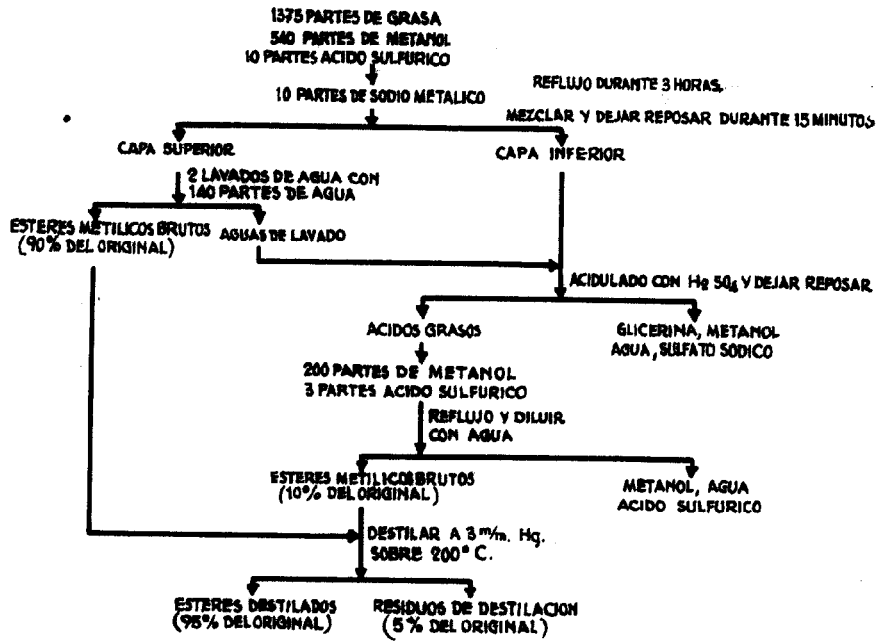 1375 PARTES DE GRASA
540 PARTES DE METANOL
10 PARTES ACIDO SULFURICO
REFLUJO DURANTE 3 HORAS.
10 PARTES DE SODIO METALICO
MEZCLAR Y DEJAR REPOSAR DURANTE 15 MINUTOS
CAPA SUPERIOR
CAPA INFERIOR
2 LAVADOS DE AGUA CON
140 PARTES DE AGUA
ESTERES METILICOS BRUTOS
(90% DEL ORIGINAL)
AGUAS DE LAVADO
ACIDULADO CON H2 SO4 Y DEJAR REPOSAR
ACIDOS GRASOS
GLICERINA, METANOL
AGUA, SULFATO SODICO
200 PARTES DE METANOL
3 PARTES ACIDO SULFURICO
REFLUJO Y DILUIR
CON AGUA
ESTERES METILICOS BRUTOS
(10% DEL ORIGINAL)
METANOL, AGUA
ACIDO SULFURICO
DESTILAR A 3 m/m. Hg.
SOBRE 200° C.
ESTERES DESTILADOS
(95% DEL ORIGINAL)
RESIDUOS DE DESTILACION
(5% DEL ORIGINAL)